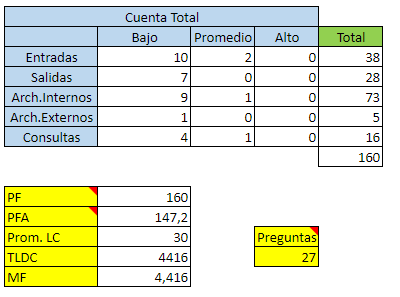 Cuenta Total
Bajo Promedio Alto Total
Entradas 10 2 0 38
Salidas 7 0 0 28
Arch.Internos 9 1 0 73
Arch.Externos 1 0 0 5
Consultas 4 1 0 16
160
PF 160
PFA 147,2
Prom. LC 30 Preguntas
TLDC 4416 27
MF 4,416